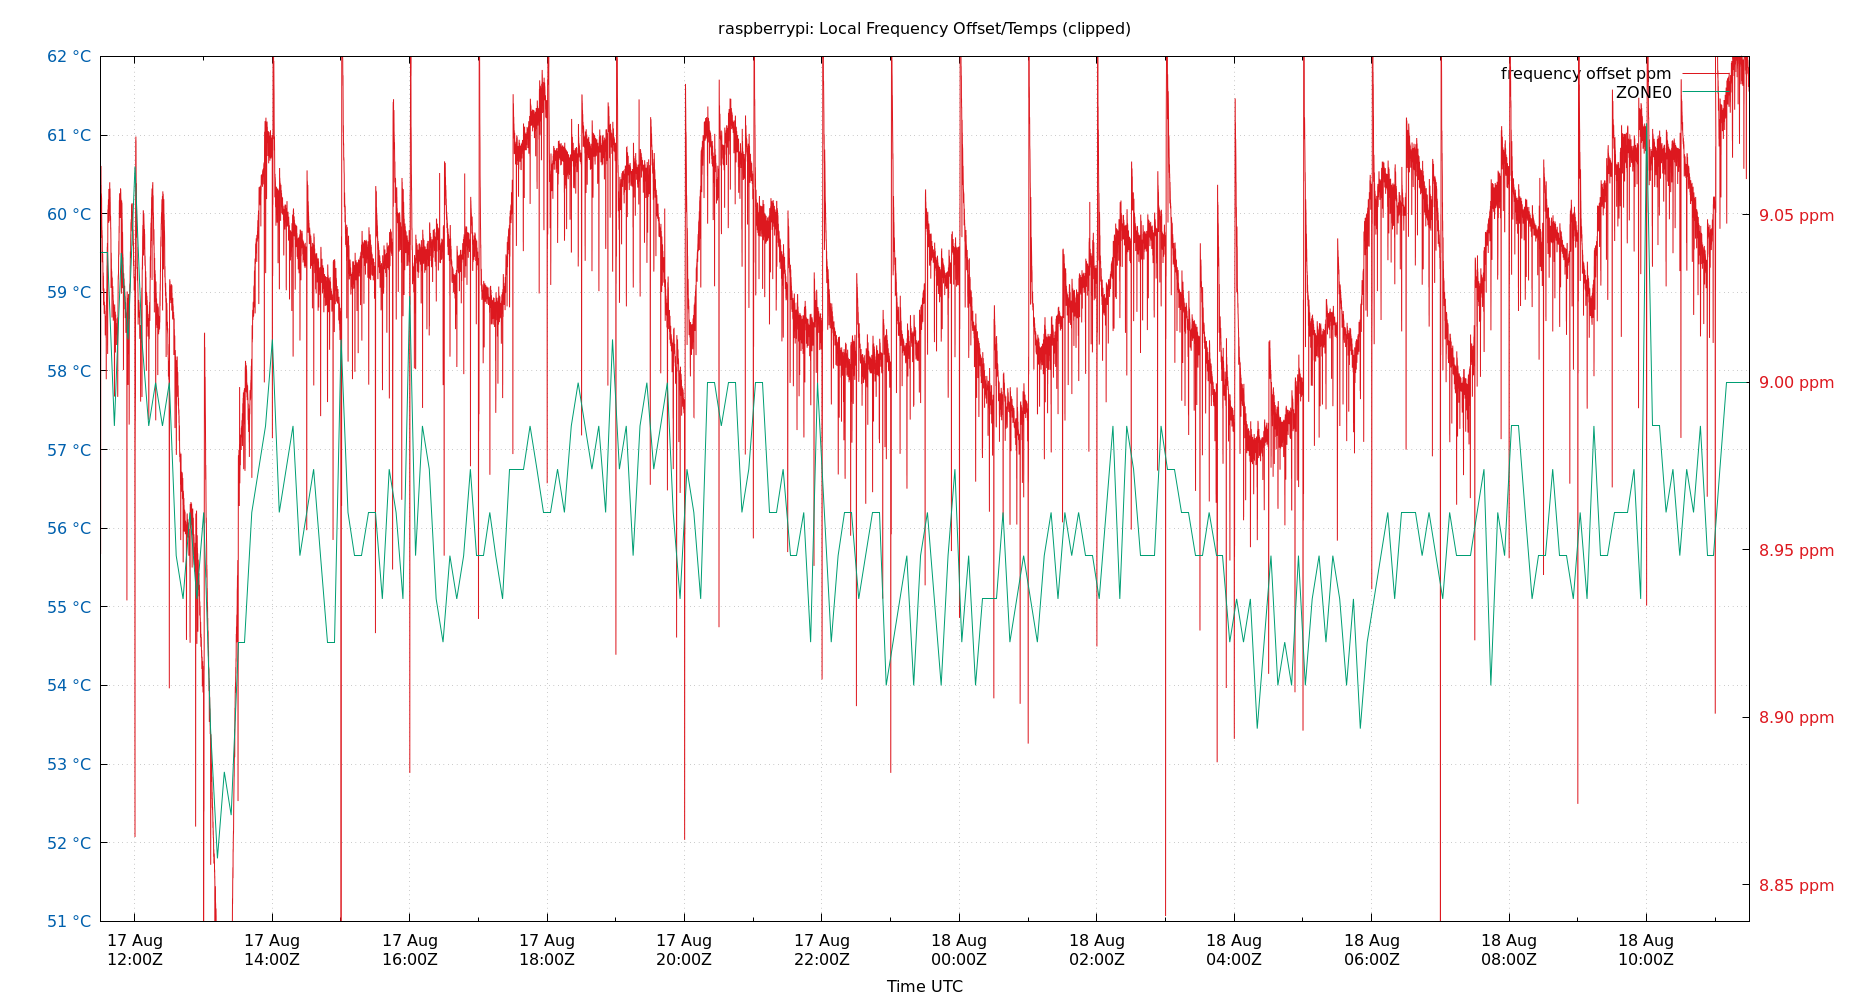 raspberrypi: Local Frequency Offset/Temps (clipped)
62 °C
61 °C
60 °C
59 °C
58 °C
57 °C
56 °C
55 °C
54 °C
53 °C
52 °C
51 °C
frequency offset ppm
ZONE0
9.05 ppm
9.00 ppm
8.95 ppm
8.90 ppm
8.85 ppm
17 Aug 17 Aug 17 Aug 17 Aug 17 Aug 17 Aug 18 Aug 18 Aug 18 Aug 18 Aug 18 Aug 18 Aug
12:00Z 14:00Z 16:00Z 18:00Z 20:00Z 22:00Z 00:00Z 02:00Z 04:00Z 06:00Z 08:00Z 10:00Z
Time UTC